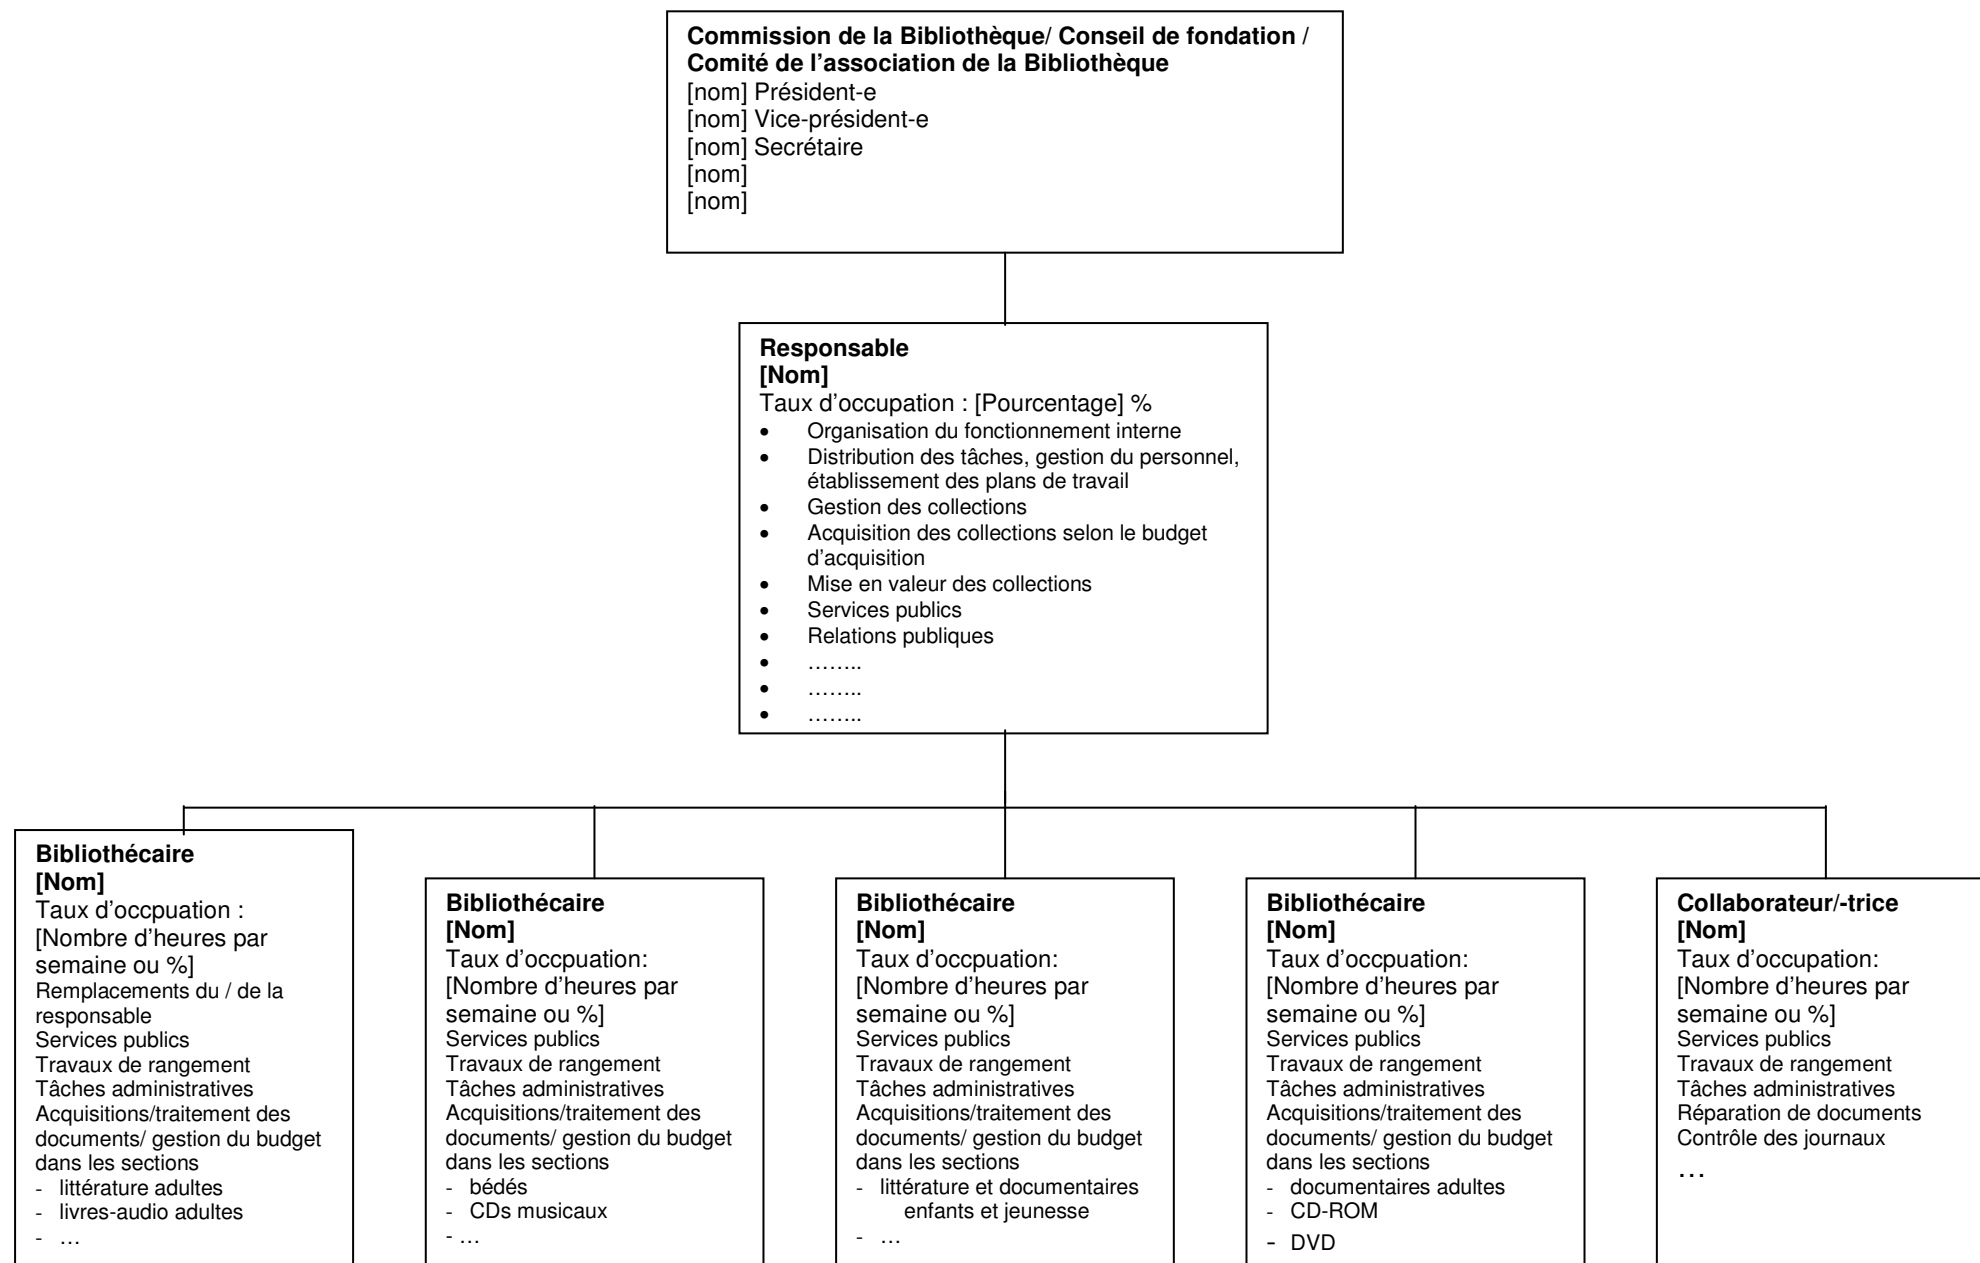 Commission de la Bibliothèque/ Conseil de fondation /
Comité de l’association de la Bibliothèque
[nom] Président-e
[nom] Vice-président-e
[nom] Secrétaire
[nom]
[nom]
Responsable
[Nom]
Taux d’occupation : [Pourcentage] %
• Organisation du fonctionnement interne
• Distribution des tâches, gestion du personnel,
établissement des plans de travail
• Gestion des collections
• Acquisition des collections selon le budget
d’acquisition
• Mise en valeur des collections
• Services publics
• Relations publiques
• ……..
• ……..
• ……..
Bibliothécaire
[Nom]
Taux d’occpuation :
[Nombre d’heures par
semaine ou %]
Remplacements du / de la
responsable
Services publics
Travaux de rangement
Tâches administratives
Acquisitions/traitement des
documents/ gestion du budget
dans les sections
- littérature adultes
- livres-audio adultes
- …
Bibliothécaire
[Nom]
Taux d’occpuation:
[Nombre d’heures par
semaine ou %]
Services publics
Travaux de rangement
Tâches administratives
Acquisitions/traitement des
documents/ gestion du budget
dans les sections
- bédés
- CDs musicaux
- …
Bibliothécaire
[Nom]
Taux d’occpuation:
[Nombre d’heures par
semaine ou %]
Services publics
Travaux de rangement
Tâches administratives
Acquisitions/traitement des
documents/ gestion du budget
dans les sections
- littérature et documentaires
enfants et jeunesse
- …
Bibliothécaire
[Nom]
Taux d’occpuation:
[Nombre d’heures par
semaine ou %]
Services publics
Travaux de rangement
Tâches administratives
Acquisitions/traitement des
documents/ gestion du budget
dans les sections
- documentaires adultes
- CD-ROM
- DVD
Collaborateur/-trice
[Nom]
Taux d’occupation:
[Nombre d’heures par
semaine ou %]
Services publics
Travaux de rangement
Tâches administratives
Réparation de documents
Contrôle des journaux
…